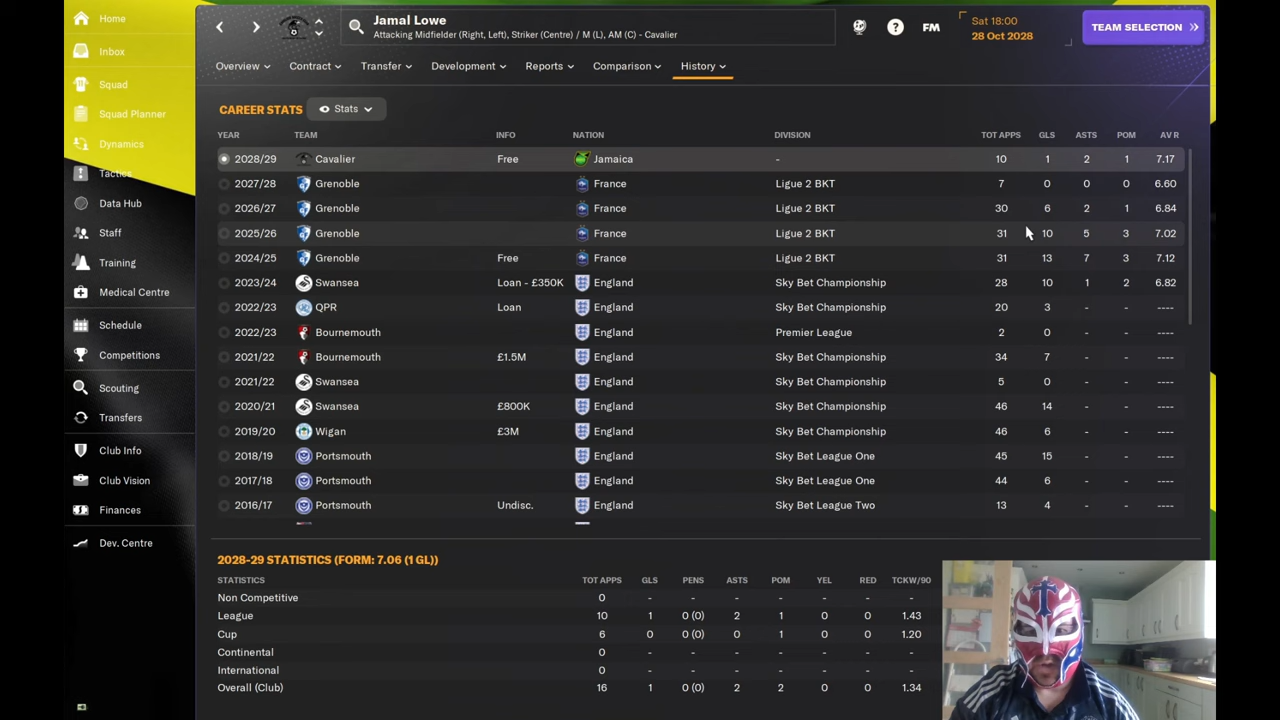 Home
Inbox
Squad
Squad Planner
Dynamics
Tactics
Data Hub
Staff
Training
Medical Centre
Schedule
Competitions
Scouting
Transfers
Club Info
Club Vision
Finances
Dev. Centre
Jamal Lowe
Attacking Midfielder (Right, Left), Striker (Centre) / M (L), AM (C) - Cavalier
? FM
Sat 18:00
28 Oct 2028
TEAM SELECTION
Overview Contract Transfer Development Reports Comparison History
CAREER STATS Stats
YEAR TEAM INFO NATION DIVISION TOT APPS GLS ASTS POM AV R
2028/29 Cavalier Free Jamaica - 10 1 2 1 7.17
2027/28 Grenoble France Ligue 2 BKT 7 0 0 0 6.60
2026/27 Grenoble France Ligue 2 BKT 30 6 2 1 6.84
2025/26 Grenoble France Ligue 2 BKT 31 10 5 3 7.02
2024/25 Grenoble Free France Ligue 2 BKT 31 13 7 3 7.12
2023/24 Swansea Loan - £350K England Sky Bet Championship 28 10 1 2 6.82
2022/23 QPR Loan England Sky Bet Championship 20 3 - - ----
2022/23 Bournemouth England Premier League 2 0 - - ----
2021/22 Bournemouth £1.5M England Sky Bet Championship 34 7 - - ----
2021/22 Swansea England Sky Bet Championship 5 0 - - ----
2020/21 Swansea £800K England Sky Bet Championship 46 14 - - ----
2019/20 Wigan £3M England Sky Bet Championship 46 6 - - ----
2018/19 Portsmouth England Sky Bet League One 45 15 - - ----
2017/18 Portsmouth England Sky Bet League One 44 6 - - ----
2016/17 Portsmouth Undisc. England Sky Bet League Two 13 4 - - ----
2028-29 STATISTICS (FORM: 7.06 (1 GL))
STATISTICS TOT APPS GLS PENS ASTS POM YEL RED TCKW/90
Non Competitive 0 - - - - - - -
League 10 1 0 (0) 2 1 0 0 1.43
Cup 6 0 0 (0) 0 1 0 0 1.20
Continental 0 - - - - - - -
International 0 - - - - - - -
Overall (Club) 16 1 0 (0) 2 2 0 0 1.34